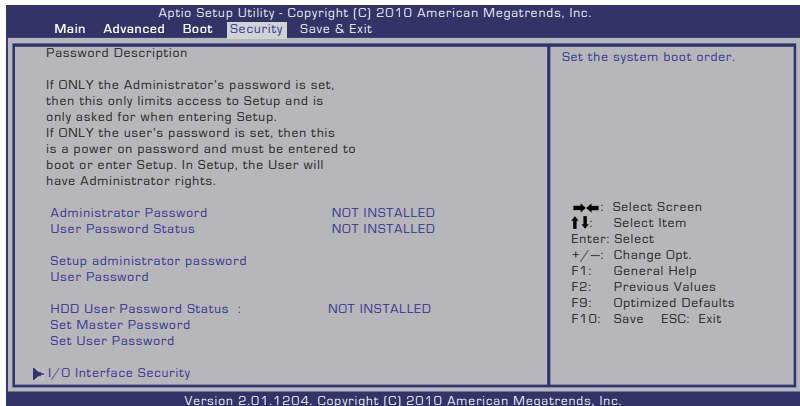 Aptio Setup Utility - Copyright (C) 2010 American Megatrends, Inc.
Main Advanced Boot Security Save & Exit
Password Description
If ONLY the Administrator's password is set,
then this only limits access to Setup and is
only asked for when entering Setup.
If ONLY the user's password is set, then this
is a power on password and must be entered to
boot or enter Setup. In Setup, the User will
have Administrator rights.
Administrator Password NOT INSTALLED
User Password Status NOT INSTALLED
Setup administrator password
User Password
HDD User Password Status : NOT INSTALLED
Set Master Password
Set User Password
I/O Interface Security
Set the system boot order.
→←: Select Screen
↑↓: Select Item
Enter: Select
+/—: Change Opt.
F1: General Help
F2: Previous Values
F9: Optimized Defaults
F10: Save ESC: Exit
Version 2.01.1204. Copyright (C) 2010 American Megatrends, Inc.